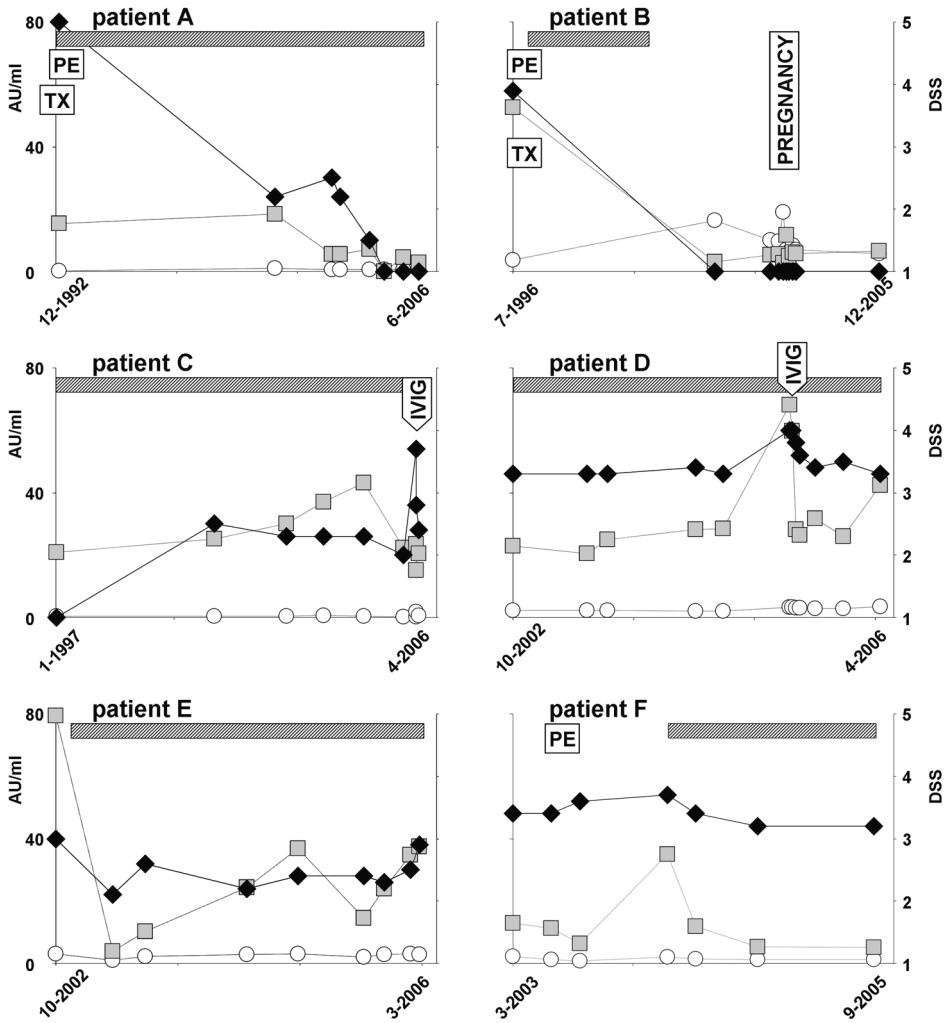 patient A
80
40
0
AU/ml
PE
TX
12-1992
6-2006
patient B
5
4
3
2
1
DSS
PE
TX
PREGNANCY
7-1996
12-2005
patient C
80
40
0
AU/ml
IVIG
1-1997
4-2006
patient D
5
4
3
2
1
DSS
IVIG
10-2002
4-2006
patient E
80
40
0
AU/ml
10-2002
3-2006
patient F
5
4
3
2
1
DSS
PE
3-2003
9-2005